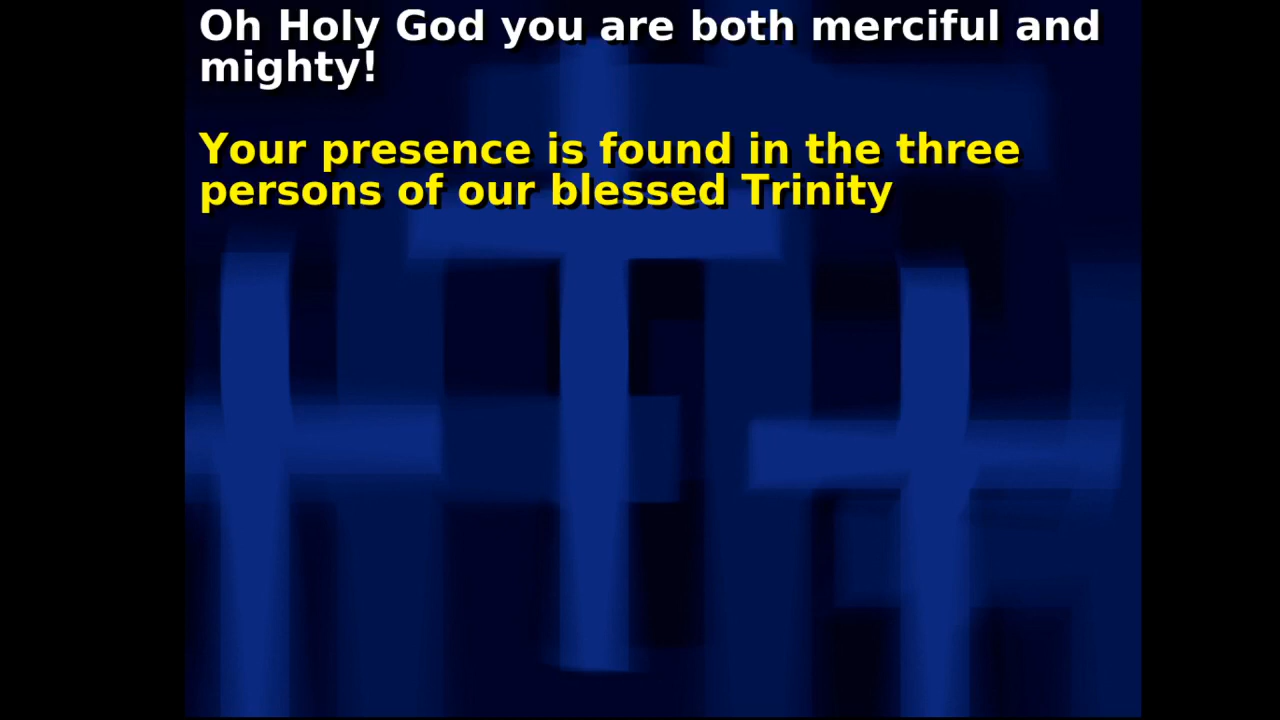 Oh Holy God you are both merciful and
mighty!
Your presence is found in the three
persons of our blessed Trinity